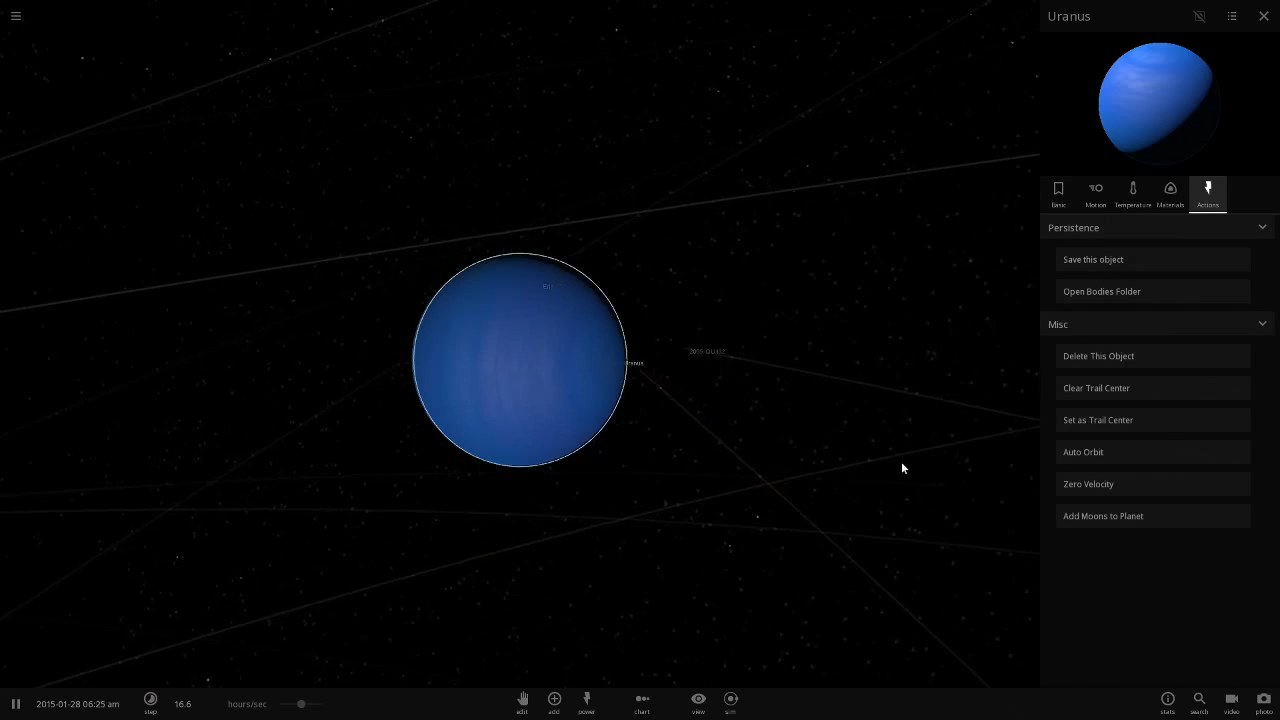 Uranus
Basic
Motion
Temperature
Materials
Actions
Persistence
Save this object
Open Bodies Folder
Misc
Delete This Object
Clear Trail Center
Set as Trail Center
Auto Orbit
Zero Velocity
Add Moons to Planet
Uranus
2015-01-28 06:25 am
step
16.6
hours/sec
edit
add
power
chart
view
sim
stats
search
video
photo